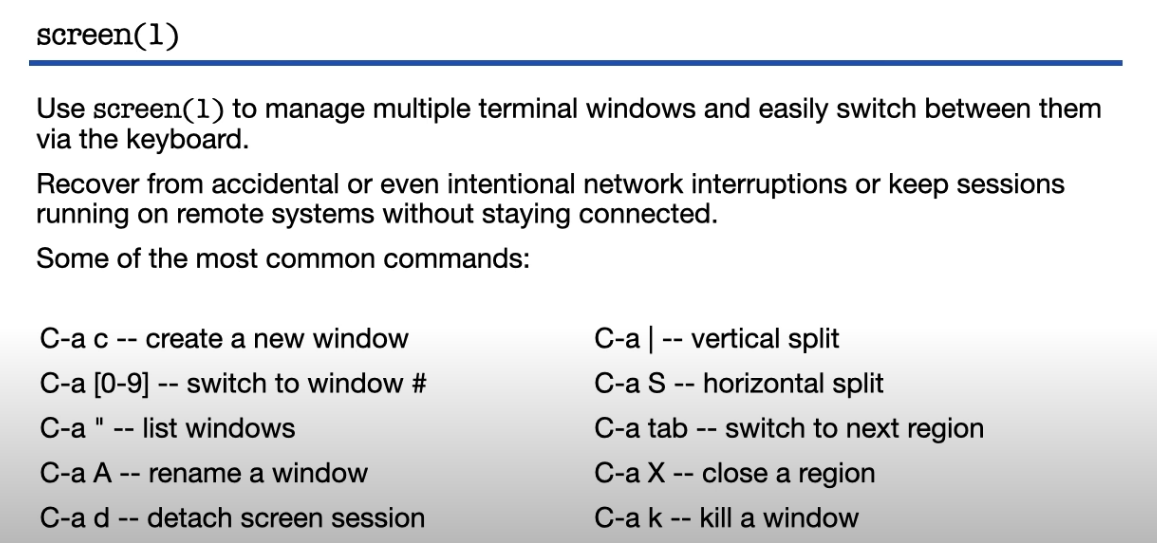 screen(1)
Use screen(1) to manage multiple terminal windows and easily switch between them
via the keyboard.
Recover from accidental or even intentional network interruptions or keep sessions
running on remote systems without staying connected.
Some of the most common commands:
C-a c -- create a new window
C-a [0-9] -- switch to window #
C-a " -- list windows
C-a A -- rename a window
C-a d -- detach screen session
C-a | -- vertical split
C-a S -- horizontal split
C-a tab -- switch to next region
C-a X -- close a region
C-a k -- kill a window